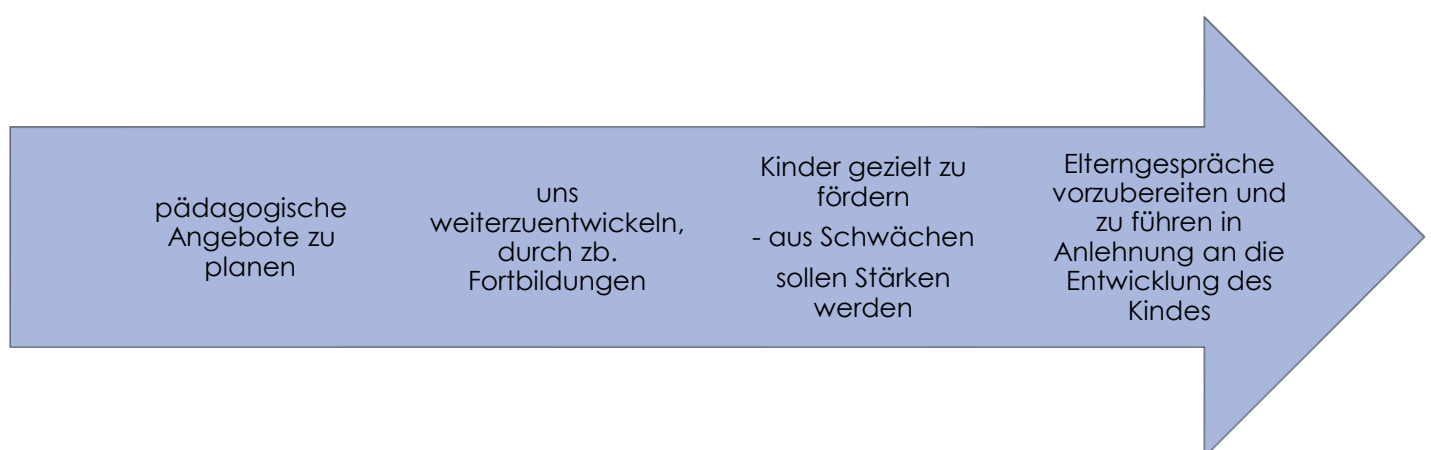 pädagogische
Angebote zu
planen
uns
weiterzuentwickeln,
durch zb.
Fortbildungen
Kinder gezielt zu
fördern
- aus Schwächen
sollen Stärken
werden
Elterngespräche
vorzubereiten und
zu führen in
Anlehnung an die
Entwicklung des
Kindes